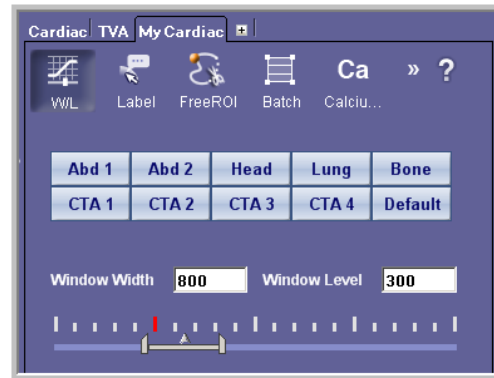 Cardiac TVA My Cardiac +
Ca » ?
W/L Label FreeROI Batch Calciu...
Abd 1 Abd 2 Head Lung Bone
CTA 1 CTA 2 CTA 3 CTA 4 Default
Window Width 800 Window Level 300